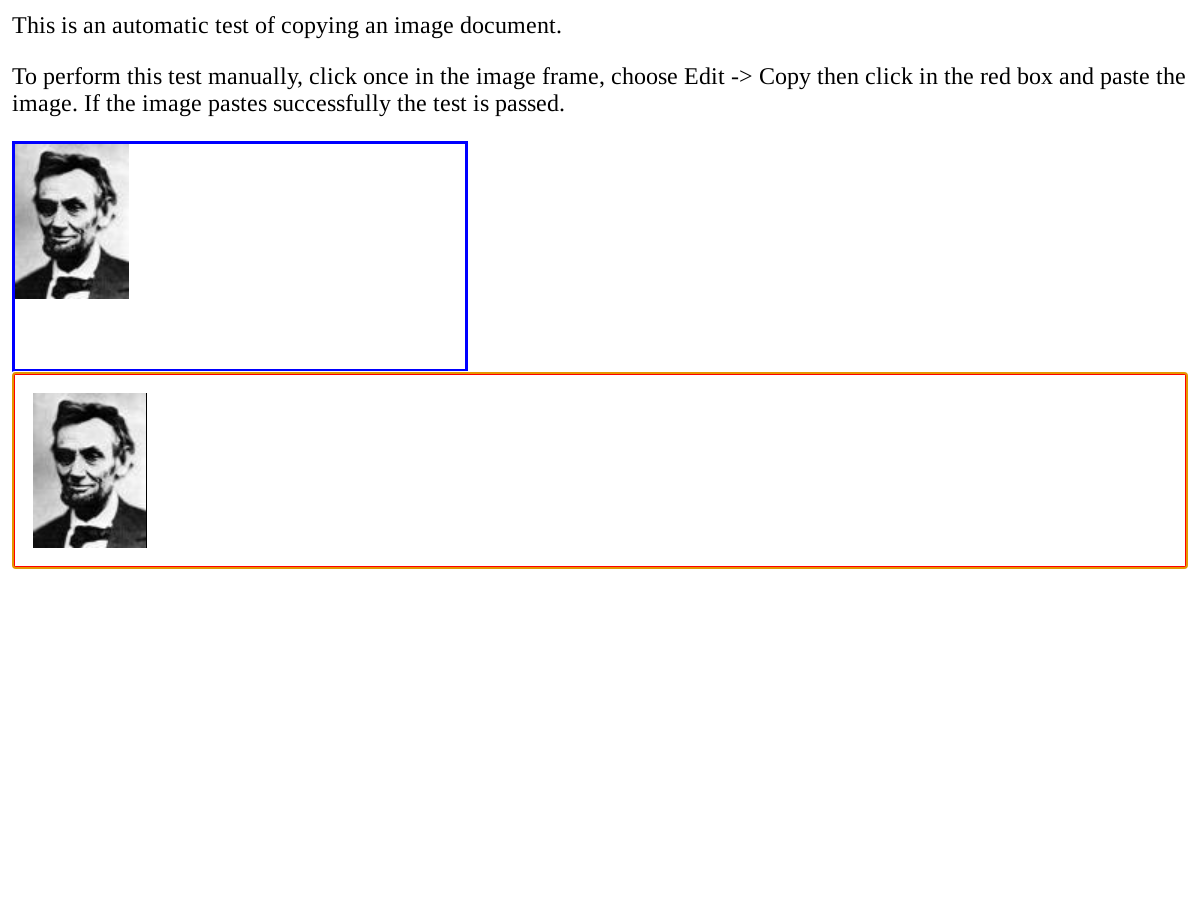 This is an automatic test of copying an image document.
To perform this test manually, click once in the image frame, choose Edit -> Copy then click in the red box and paste the
image. If the image pastes successfully the test is passed.